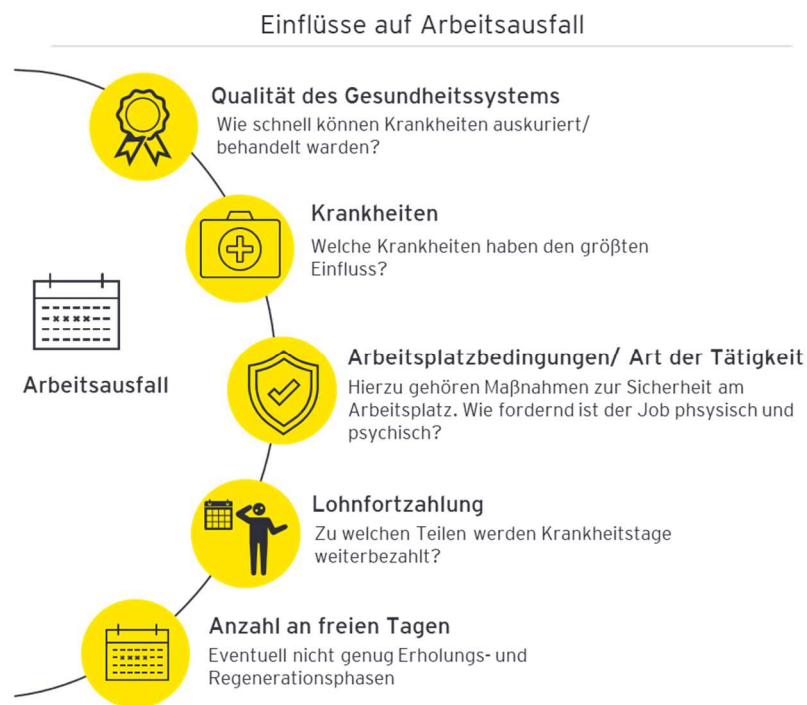 Einflüsse auf Arbeitsausfall
Qualität des Gesundheitssystems
Wie schnell können Krankheiten auskuriert/
behandelt warden?
Krankheiten
Welche Krankheiten haben den größten
Einfluss?
Arbeitsausfall
Arbeitsplatzbedingungen/ Art der Tätigkeit
Hierzu gehören Maßnahmen zur Sicherheit am
Arbeitsplatz. Wie fordernd ist der Job phsysisch und
psychisch?
Lohnfortzahlung
Zu welchen Teilen werden Krankheitstage
weiterbezahlt?
Anzahl an freien Tagen
Eventuell nicht genug Erholungs- und
Regenerationsphasen